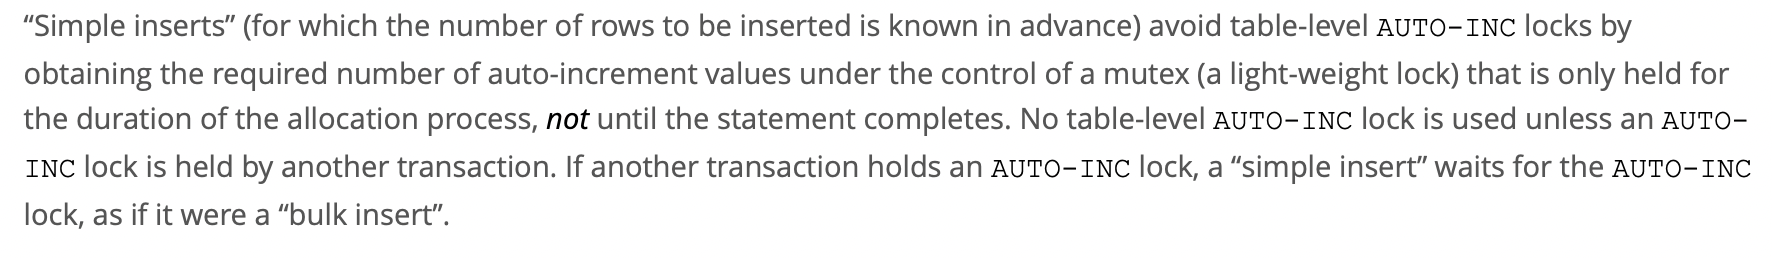 “Simple inserts” (for which the number of rows to be inserted is known in advance) avoid table-level AUTO-INC locks by
obtaining the required number of auto-increment values under the control of a mutex (a light-weight lock) that is only held for
the duration of the allocation process, not until the statement completes. No table-level AUTO-INC lock is used unless an AUTO-
INC lock is held by another transaction. If another transaction holds an AUTO-INC lock, a “simple insert” waits for the AUTO-INC
lock, as if it were a “bulk insert”.